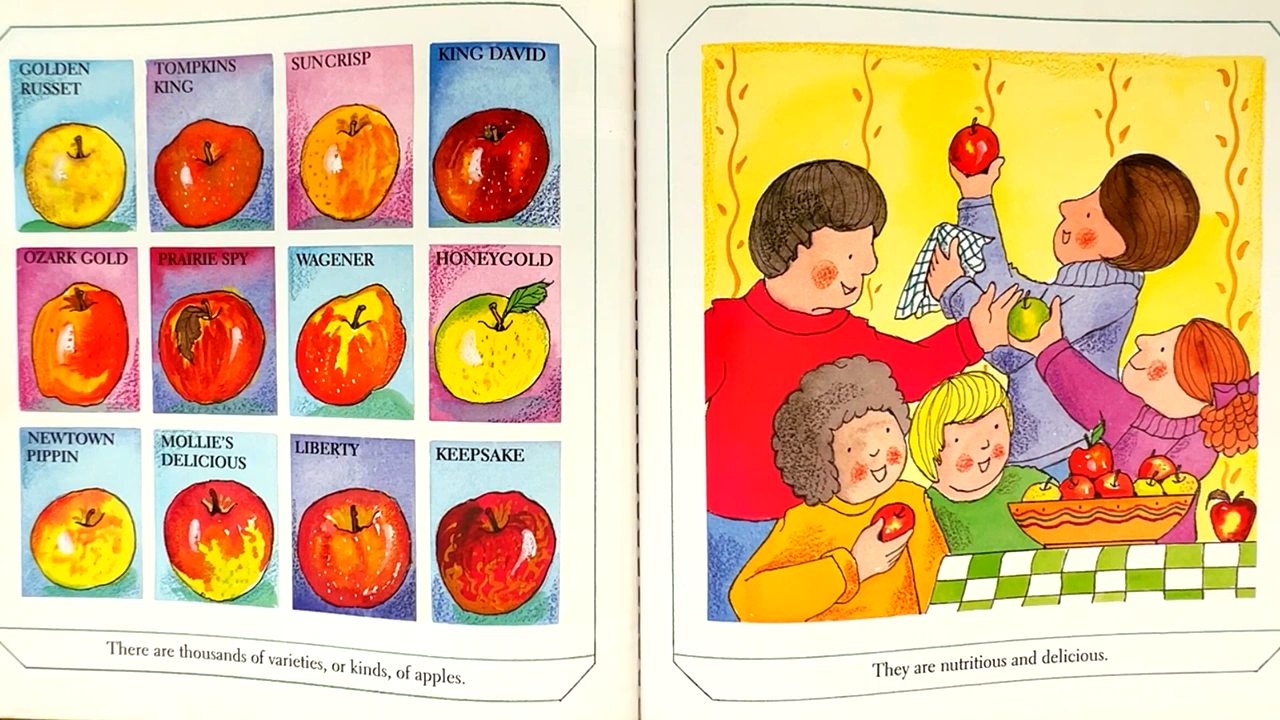 GOLDEN
RUSSET
TOMPKINS
KING
SUNCRISP
KING DAVID
OZARK GOLD
PRAIRIE SPY
WAGENER
HONEYGOLD
NEWTOWN
PIPPIN
MOLLIE'S
DELICIOUS
LIBERTY
KEEPSAKE
There are thousands of varieties, or kinds, of apples.
They are nutritious and delicious.